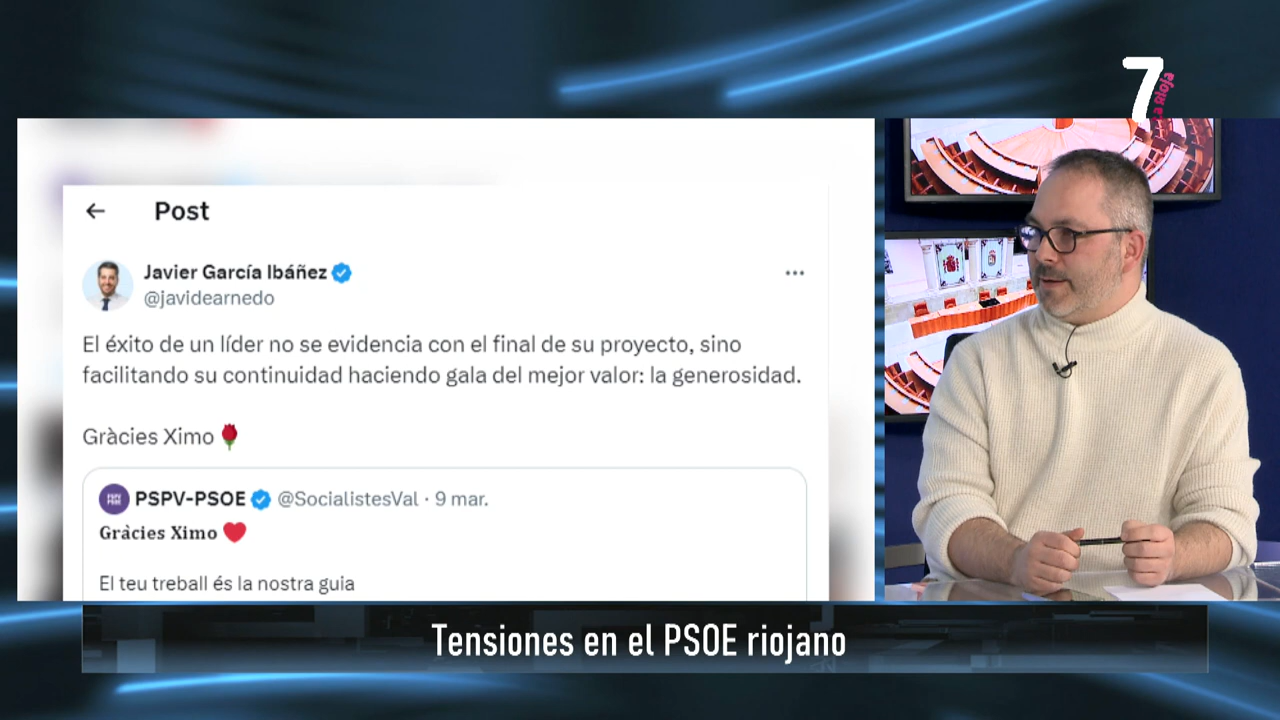 7
La Rioja
Post
Javier García Ibáñez
@javidearnedo
El éxito de un líder no se evidencia con el final de su proyecto, sino
facilitando su continuidad haciendo gala del mejor valor: la generosidad.
Gràcies Ximo
PSPV-PSOE @SocialistesVal · 9 mar.
Gràcies Ximo
El teu treball és la nostra guia
Tensiones en el PSOE riojano